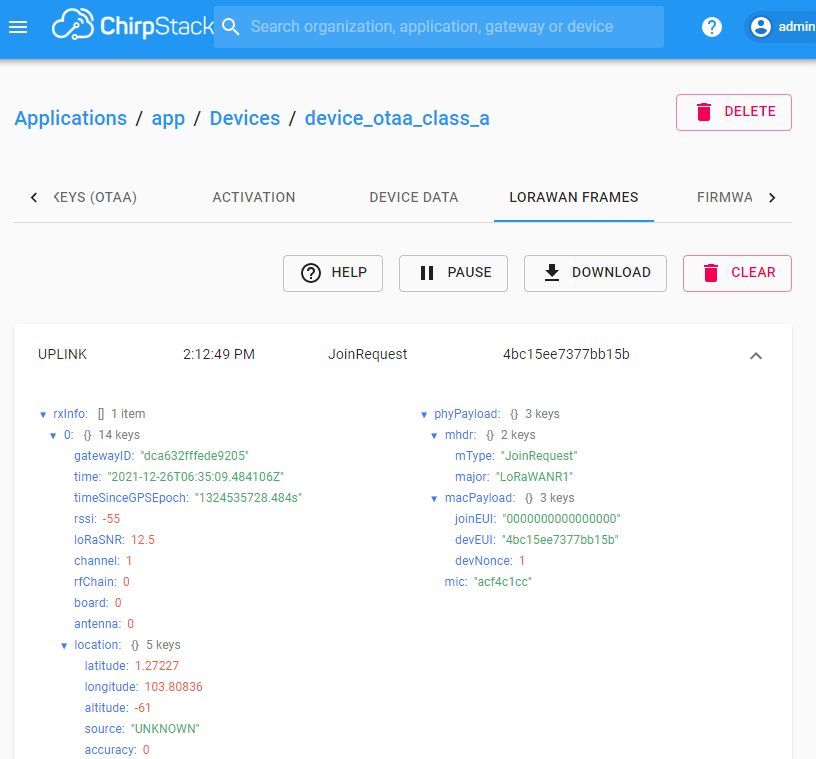 ChirpStack
Search organization, application, gateway or device
? admin
Applications / app / Devices / device_otaa_class_a
DELETE
KEYS (OTAA) ACTIVATION DEVICE DATA LORAWAN FRAMES FIRMWA
? HELP PAUSE DOWNLOAD CLEAR
UPLINK 2:12:49 PM JoinRequest 4bc15ee7377bb15b
rxInfo: [] 1 item
0: {} 14 keys
gatewayID: "dca632fffede9205"
time: "2021-12-26T06:35:09.484106Z"
timeSinceGPSEpoch: "1324535728.484s"
rssi: -55
loRaSNR: 12.5
channel: 1
rfChain: 0
board: 0
antenna: 0
location: {} 5 keys
latitude: 1.27227
longitude: 103.80836
altitude: -61
source: "UNKNOWN"
accuracy: 0
phyPayload: {} 3 keys
mhdr: {} 2 keys
mType: "JoinRequest"
major: "LoRaWANR1"
macPayload: {} 3 keys
joinEUI: "0000000000000000"
devEUI: "4bc15ee7377bb15b"
devNonce: 1
mic: "acf4c1cc"